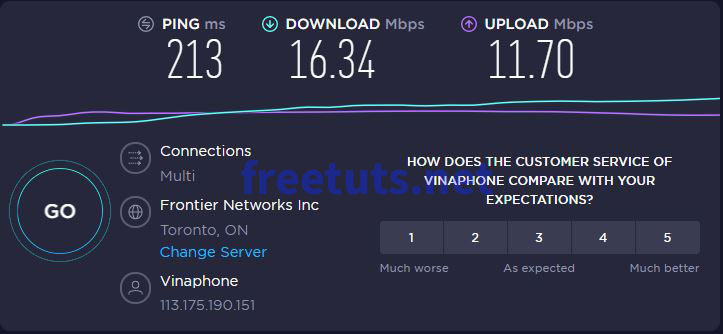 PING ms
DOWNLOAD Mbps
UPLOAD Mbps
213
16.34
11.70
Connections
Multi
freetuts.net
Frontier Networks Inc
Toronto, ON
Change Server
Vinaphone
113.175.190.151
GO
HOW DOES THE CUSTOMER SERVICE OF
VINAPHONE COMPARE WITH YOUR
EXPECTATIONS?
1 2 3 4 5
Much worse As expected Much better